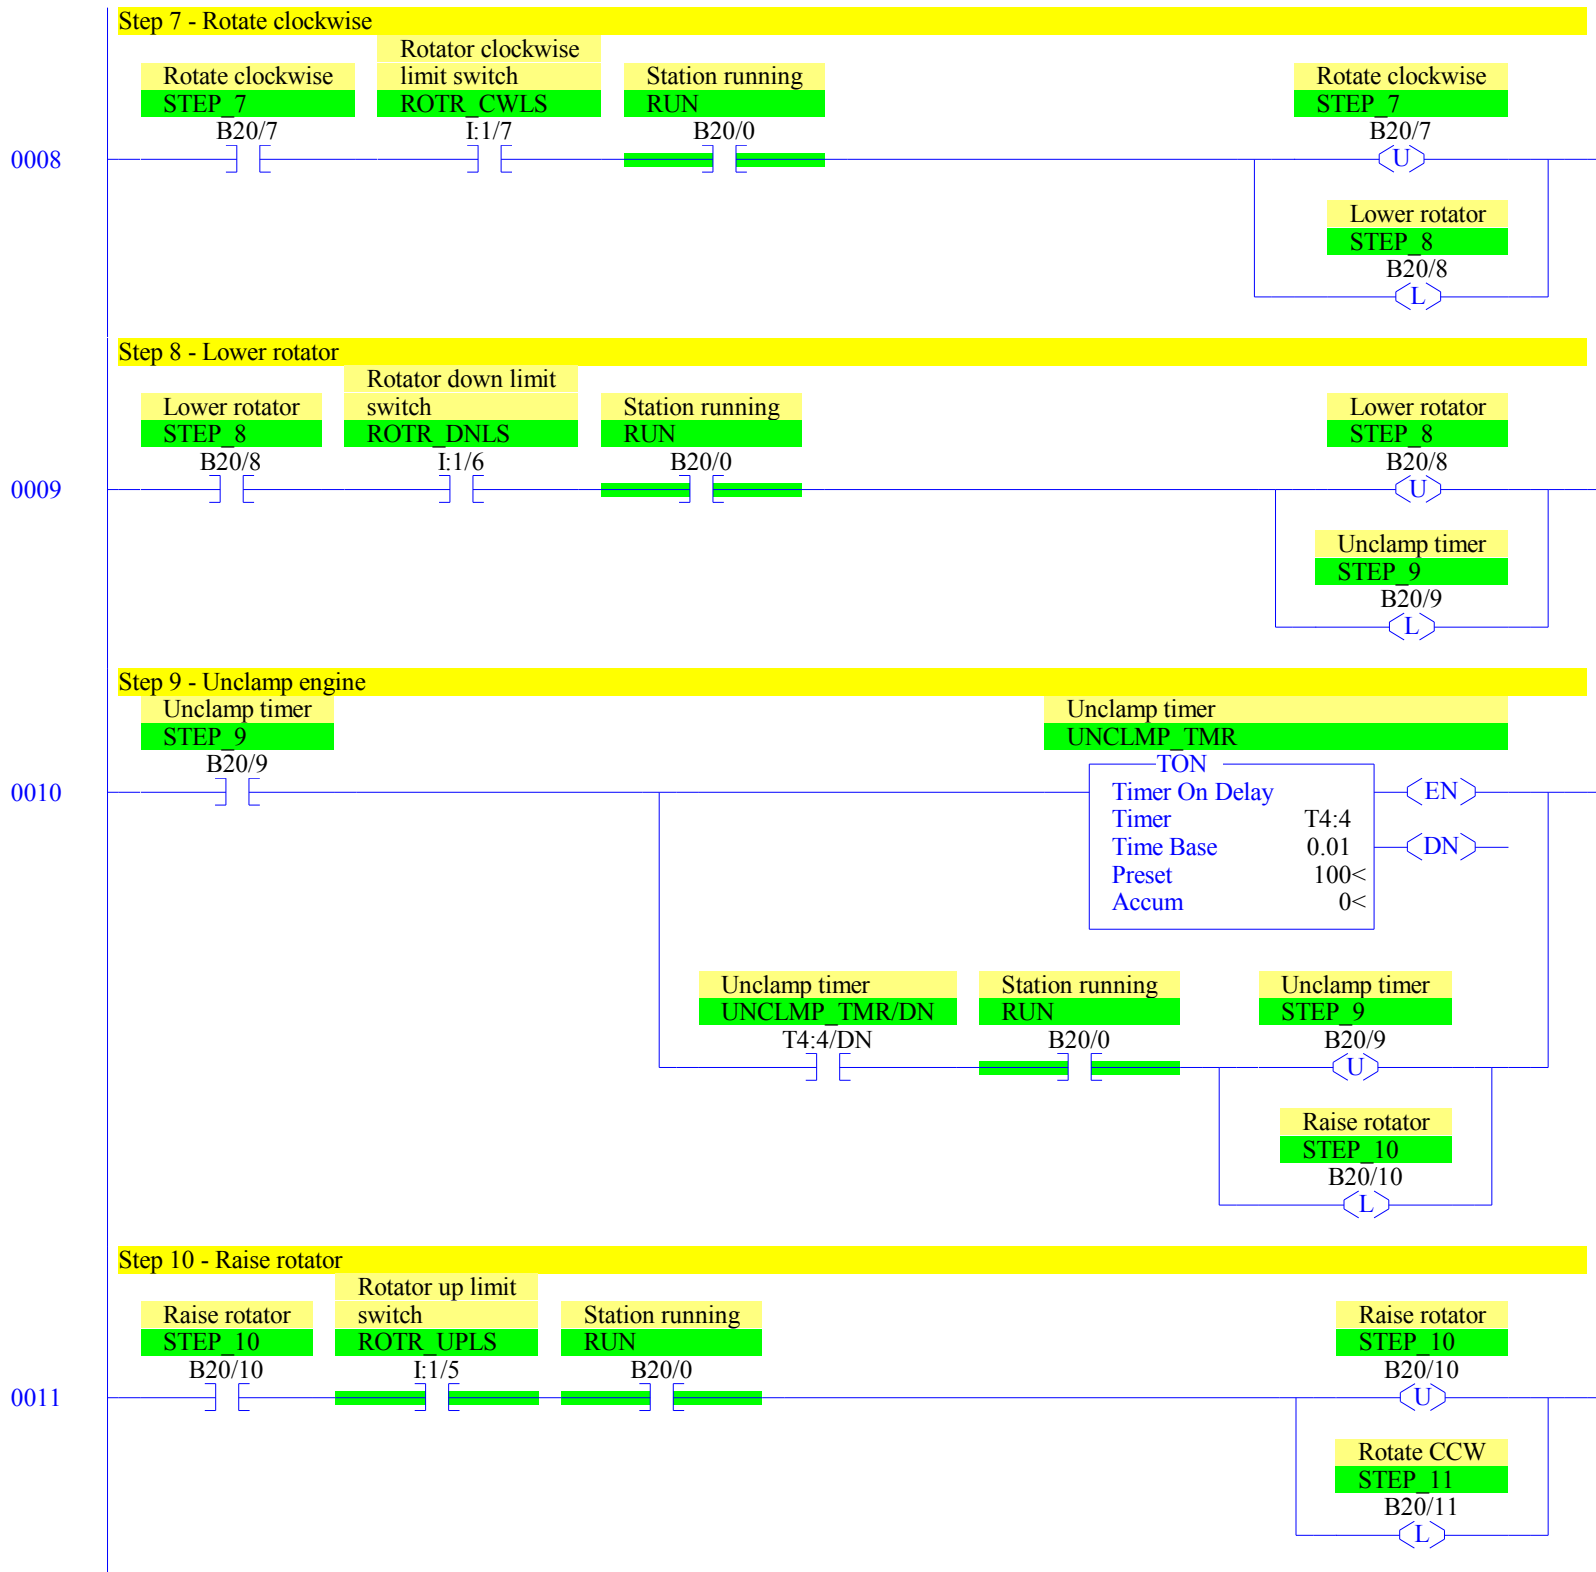 Step 7 - Rotate clockwise
Rotator clockwise
Rotate clockwise limit switch Station running Rotate clockwise
STEP_7 ROTR_CWLS RUN STEP_7
B20/7 I:1/7 B20/0 B20/7
0008 U
Lower rotator
STEP_8
B20/8
L
Step 8 - Lower rotator
Rotator down limit
Lower rotator switch Station running Lower rotator
STEP_8 ROTR_DNLS RUN STEP_8
B20/8 I:1/6 B20/0 B20/8
0009 U
Unclamp timer
STEP_9
B20/9
L
Step 9 - Unclamp engine
Unclamp timer Unclamp timer
STEP_9 UNCLMP_TMR
B20/9 TON
0010 Timer On Delay EN
Timer T4:4
Time Base 0.01 DN
Preset 100<
Accum 0<
Unclamp timer Station running Unclamp timer
UNCLMP_TMR/DN RUN STEP_9
T4:4/DN B20/0 B20/9
U
Raise rotator
STEP_10
B20/10
L
Step 10 - Raise rotator
Rotator up limit
Raise rotator switch Station running Raise rotator
STEP_10 ROTR_UPLS RUN STEP_10
B20/10 I:1/5 B20/0 B20/10
0011 U
Rotate CCW
STEP_11
B20/11
L